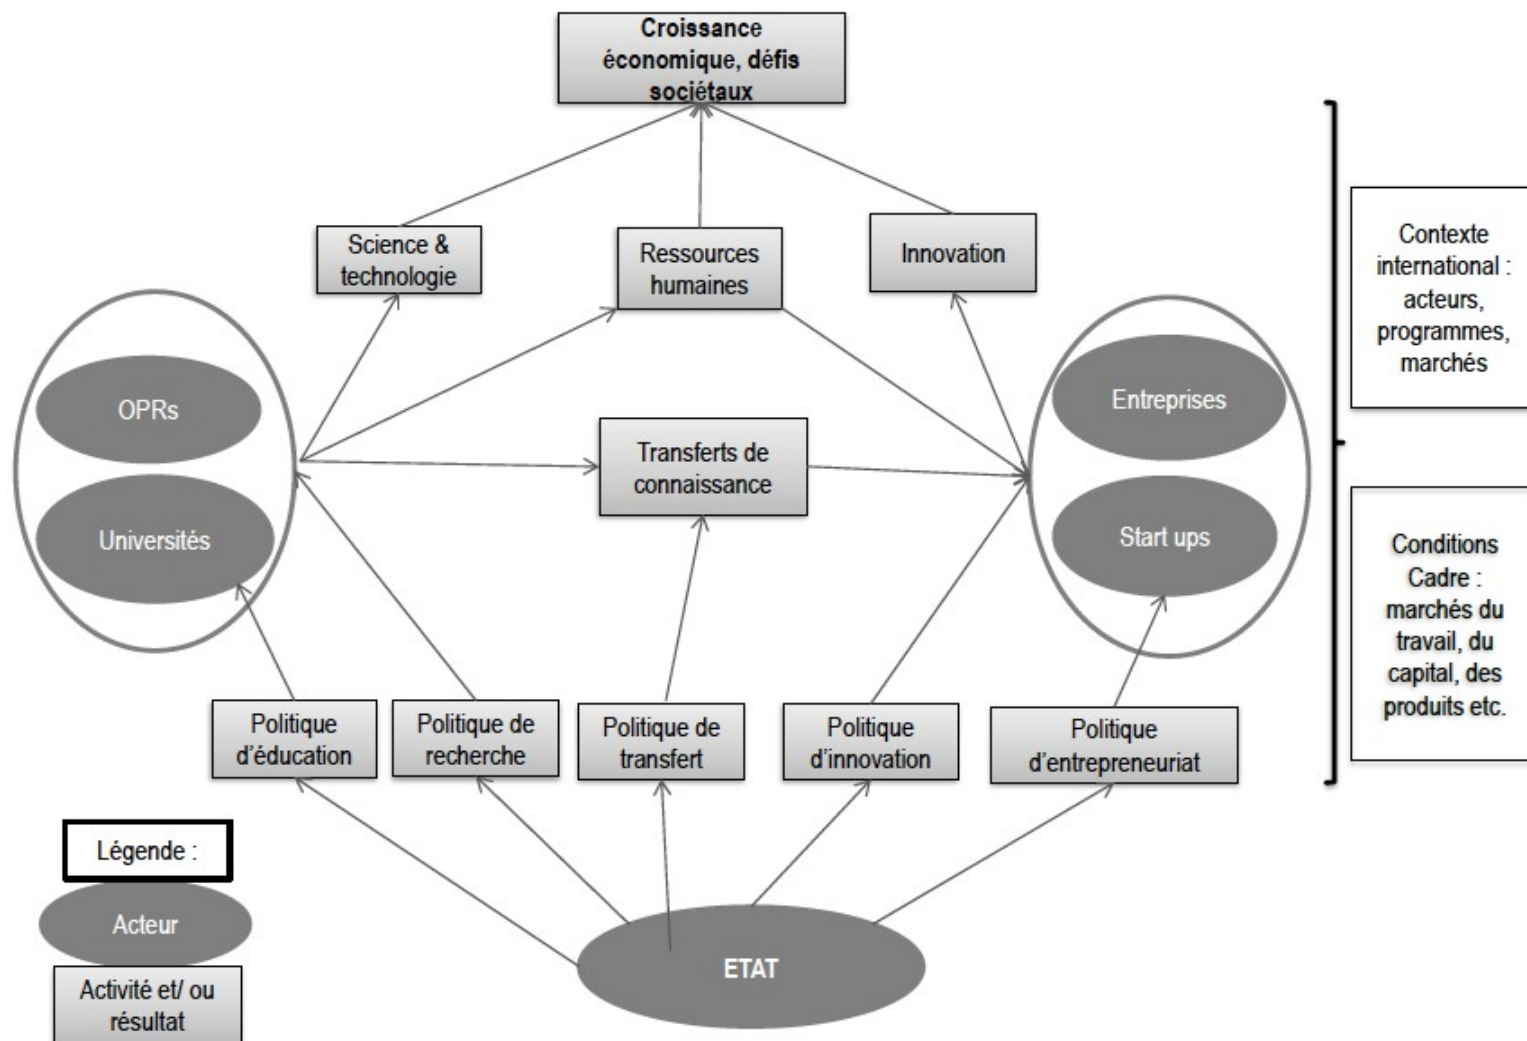 Croissance
économique, défis
sociétaux
Science &
technologie
Ressources
humaines
Innovation
Contexte
international :
acteurs,
programmes,
marchés
OPRs
Universités
Transferts de
connaissance
Entreprises
Start ups
Conditions
Cadre :
marchés du
travail, du
capital, des
produits etc.
Politique
d'éducation
Politique de
recherche
Politique de
transfert
Politique
d'innovation
Politique
d'entrepreneuriat
Légende :
Acteur
Activité et/ ou
résultat
ETAT